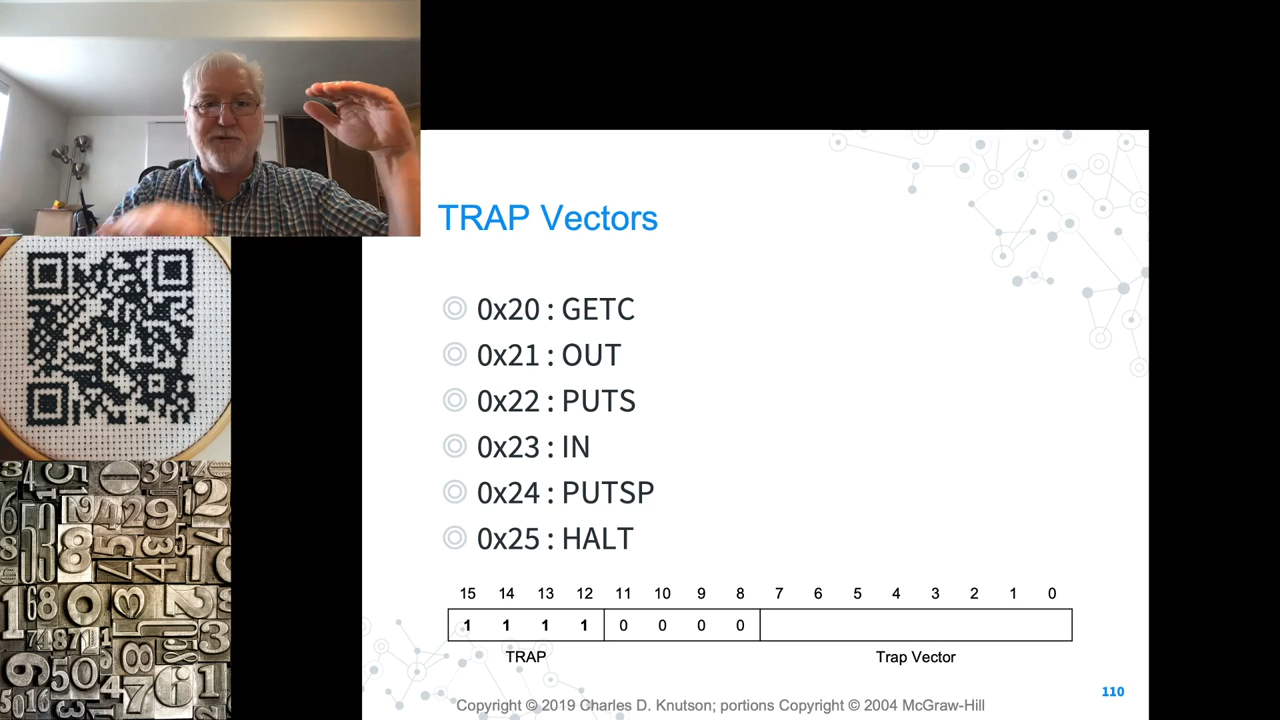 TRAP Vectors
0x20 : GETC
0x21 : OUT
0x22 : PUTS
0x23 : IN
0x24 : PUTSP
0x25 : HALT
15 14 13 12 11 10 9 8 7 6 5 4 3 2 1 0
1 1 1 1 0 0 0 0
TRAP Trap Vector
110
Copyright © 2019 Charles D. Knutson; portions Copyright © 2004 McGraw-Hill